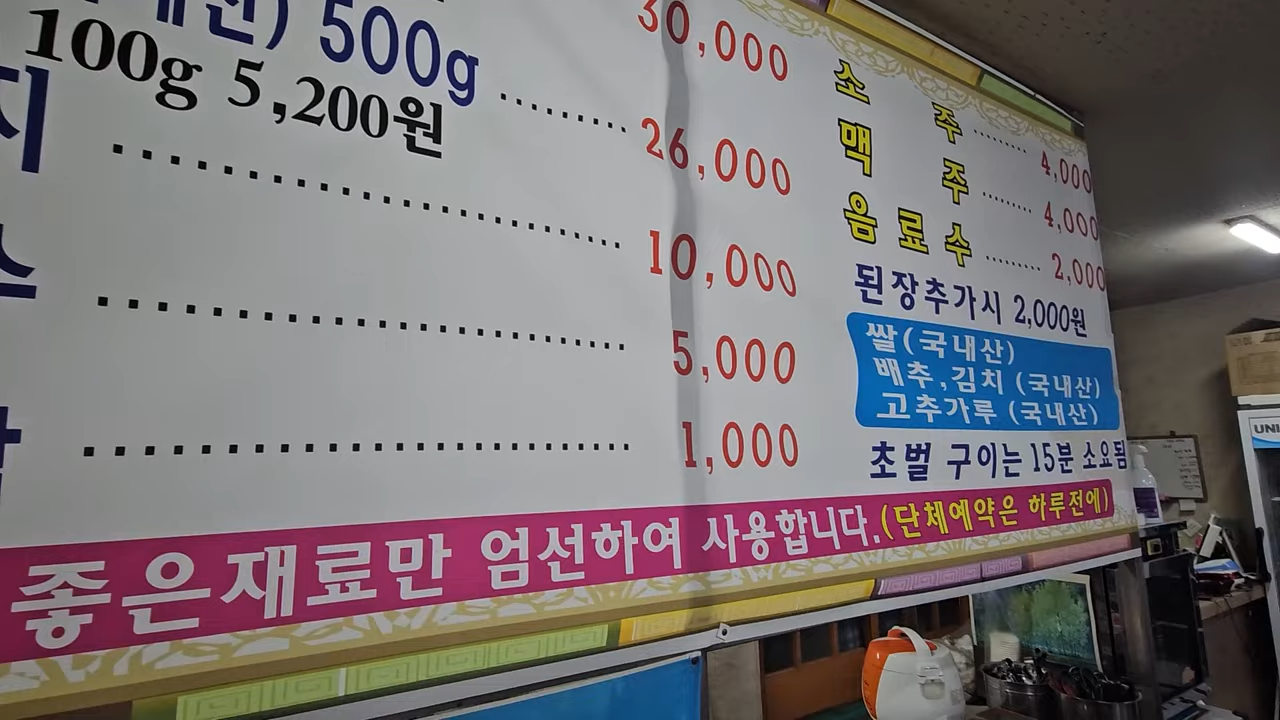 500g
30,000
100g 5,200원
26,000
10,000
5,000
1,000
소 주 4,000
맥 주 4,000
음 료 수 2,000
된장추가시 2,000원
쌀(국내산)
배추,김치 (국내산)
고추가루 (국내산)
초벌 구이는 15분 소요됨
좋은재료만 엄선하여 사용합니다.(단체예약은 하루전에)